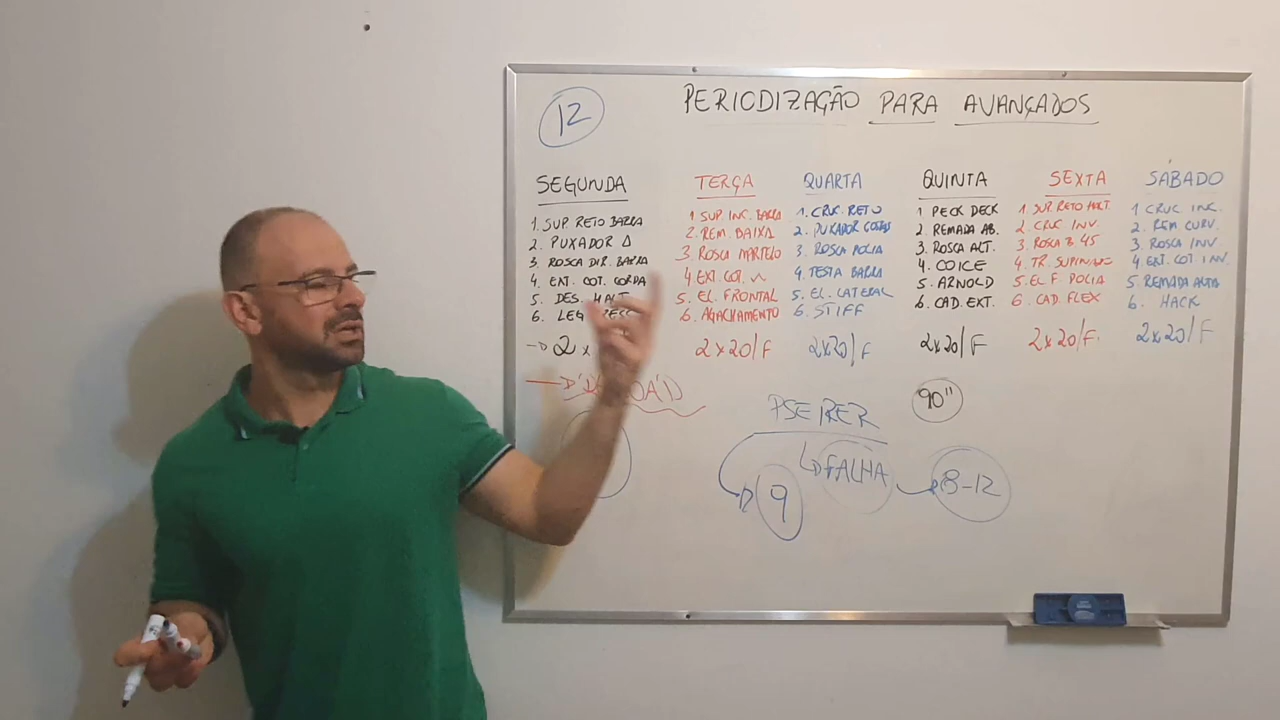 12
PERIODIZAÇÃO PARA AVANÇADOS
SEGUNDA
1. SUP. RETO BARRA
2. PUXADOR Δ
3. ROSCA DIR. BARRA
4. EXT. COT. CORDA
5. DES. HALT.
6. LEG
2x
TERÇA
1 SUP. INC. BARRA
2. REM. BAIXA
3. ROSCA MARTELO
4 EXT. COT. ^
5. EL. FRONTAL
6. AGACHAMENTO
2x20/F
QUARTA
1. CRUC. RETO
2. PUXADOR COSTAS
3. ROSCA POLIA
4. TESTA BARRA
5. EL. LATERAL
6. STIFF
2x20/F
QUINTA
1 PECK DECK
2. REMADA AB.
3. ROSCA ALT.
4. COICE
5. ARNOLD
6. CAD. EXT.
2x20/F
SEXTA
1. SUP. RETO HALT.
2 CRUC INV.
3 ROSCA B. 45
4. TR. SUPINADO
5. EL F. POLIA
6. CAD. FLEX
2x20/F.
SÁBADO
1 CRUC. INC.
2. REM. CURV.
3. ROSCA INV.
4. EXT COT INV.
5. REMADA ALTA
6. HACK
2x20/F
PSE
90"
FALHA
9
8-12